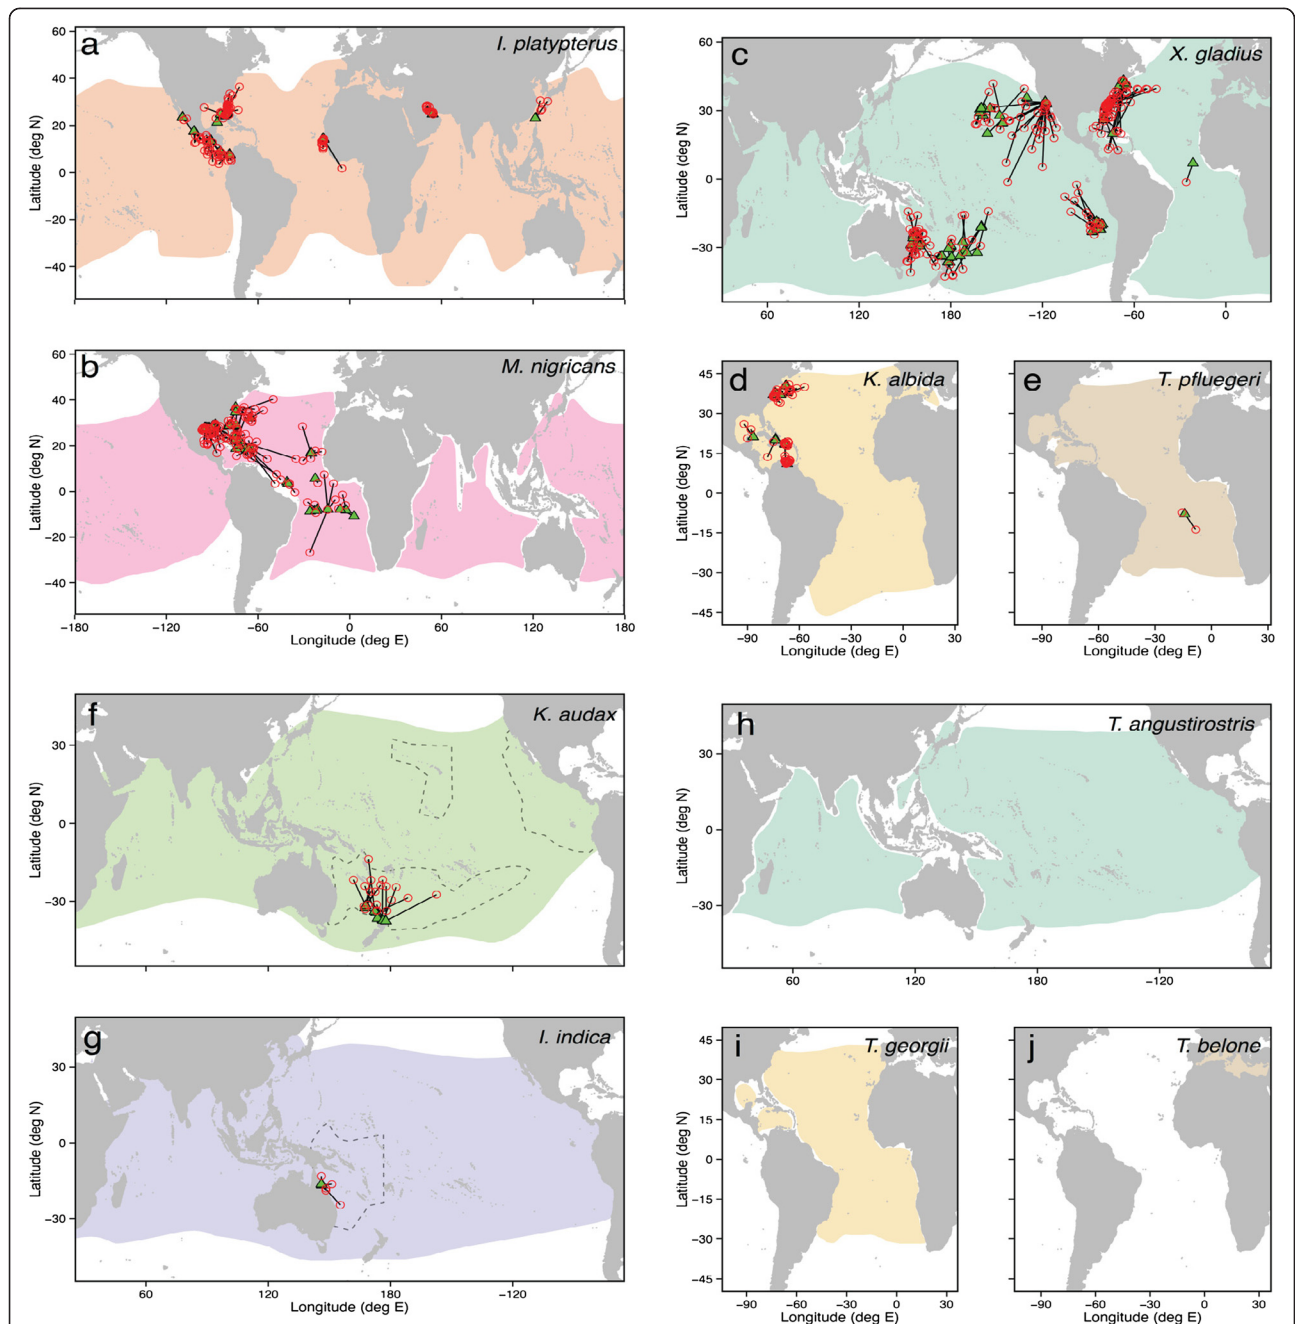 a
I. platypterus
60
40
20
0
−20
−40
Latitude (deg N)
c
X. gladius
60
30
0
−30
Latitude (deg N)
60
120
180
−120
−60
0
b
M. nigricans
60
40
20
0
−20
−40
Latitude (deg N)
−180
−120
−60
0
60
120
180
Longitude (deg E)
d
K. albida
45
30
15
0
−15
−30
−45
Latitude (deg N)
−90
−60
−30
0
30
Longitude (deg E)
e
T. pfluegeri
−90
−60
−30
0
30
Longitude (deg E)
f
K. audax
30
0
−30
Latitude (deg N)
60
120
180
−120
h
T. angustirostris
30
0
−30
Latitude (deg N)
60
120
180
−120
g
I. indica
30
0
−30
Latitude (deg N)
60
120
180
−120
Longitude (deg E)
i
T. georgii
45
30
15
0
−15
−30
−45
Latitude (deg N)
−90
−60
−30
0
30
Longitude (deg E)
j
T. belone
−90
−60
−30
0
30
Longitude (deg E)